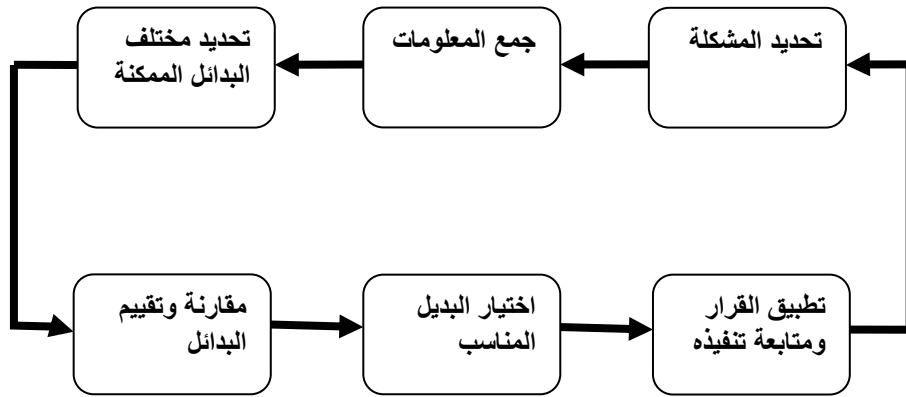 تحديد المشكلة
جمع المعلومات
تحديد مختلف
البدائل الممكنة
مقارنة وتقييم
البدائل
اختيار البديل
المناسب
تطبيق القرار
ومتابعة تنفيذه